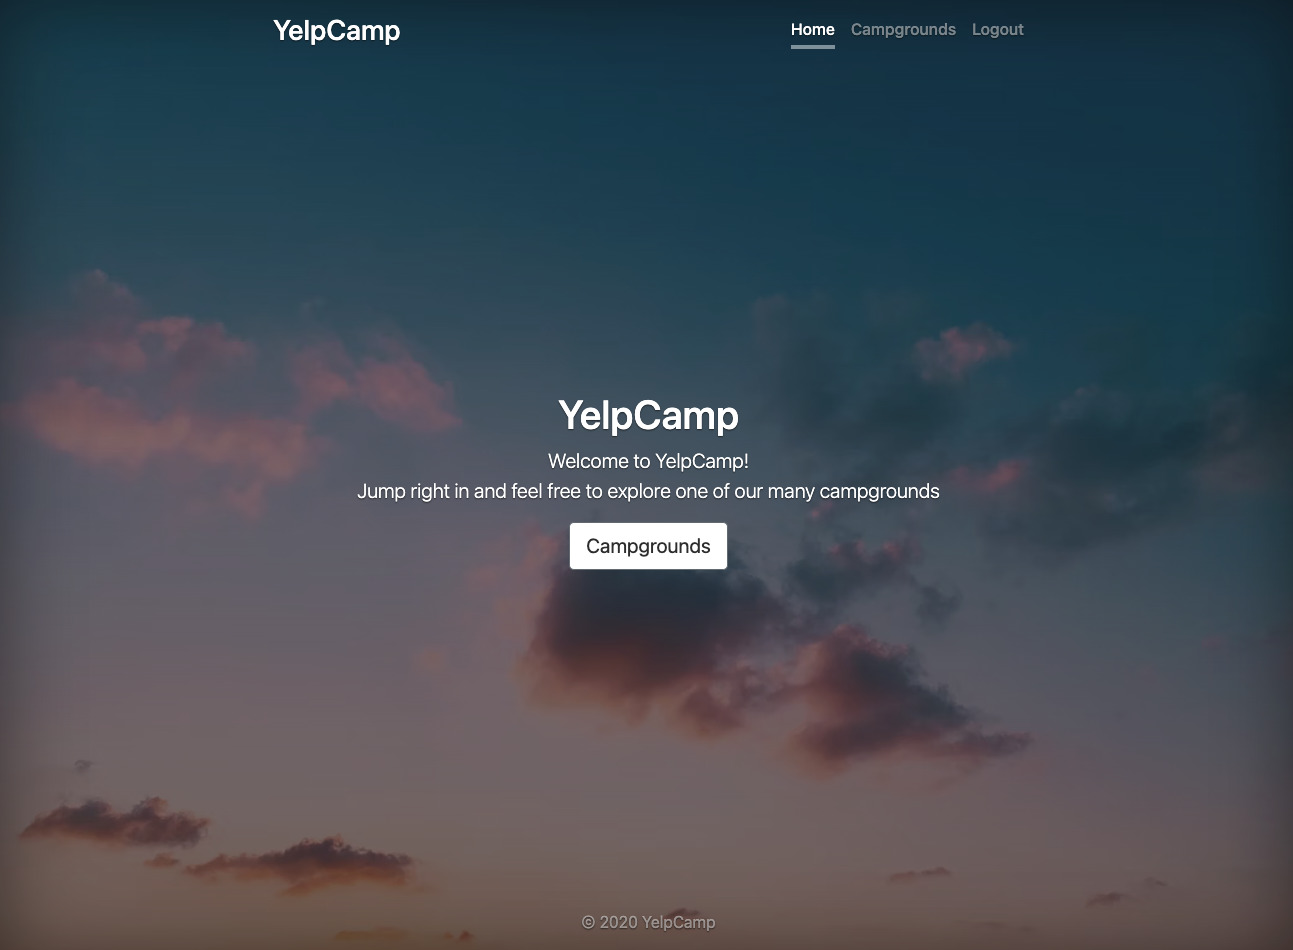 YelpCamp
Home Campgrounds Logout
YelpCamp
Welcome to YelpCamp!
Jump right in and feel free to explore one of our many campgrounds
Campgrounds
© 2020 YelpCamp